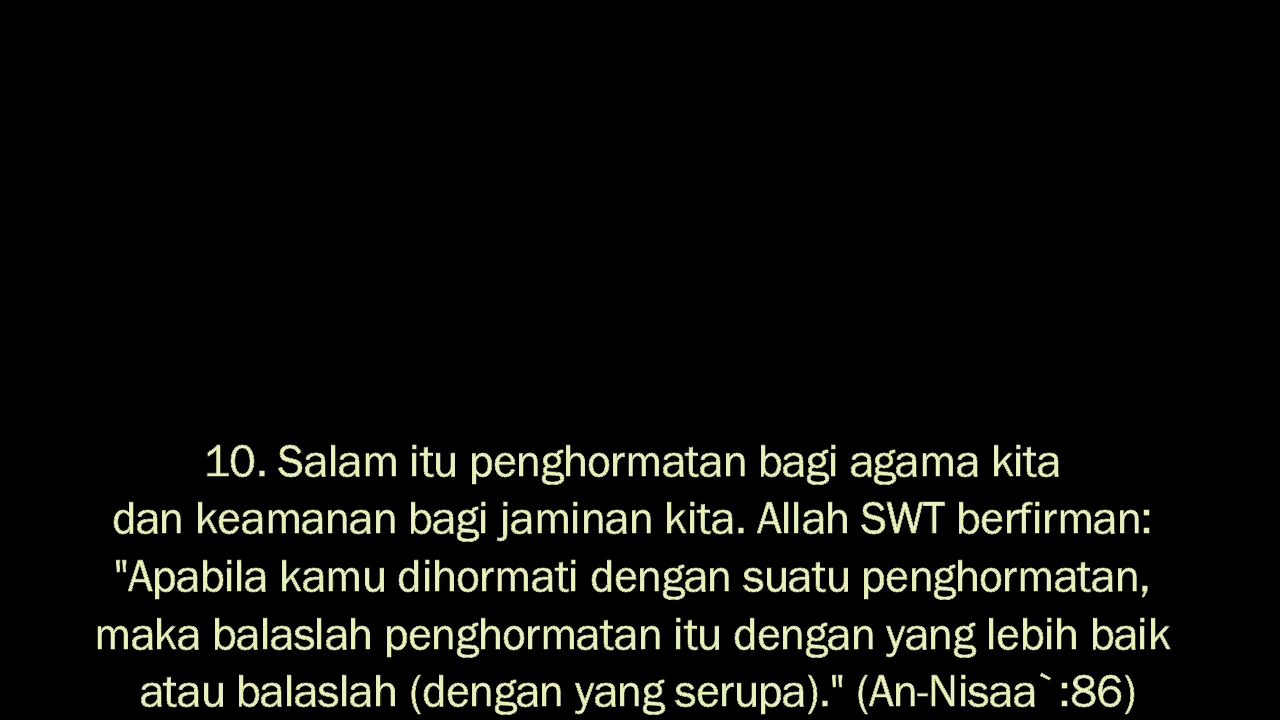 10. Salam itu penghormatan bagi agama kita
dan keamanan bagi jaminan kita. Allah SWT berfirman:
"Apabila kamu dihormati dengan suatu penghormatan,
maka balaslah penghormatan itu dengan yang lebih baik
atau balaslah (dengan yang serupa)." (An-Nisaa`:86)